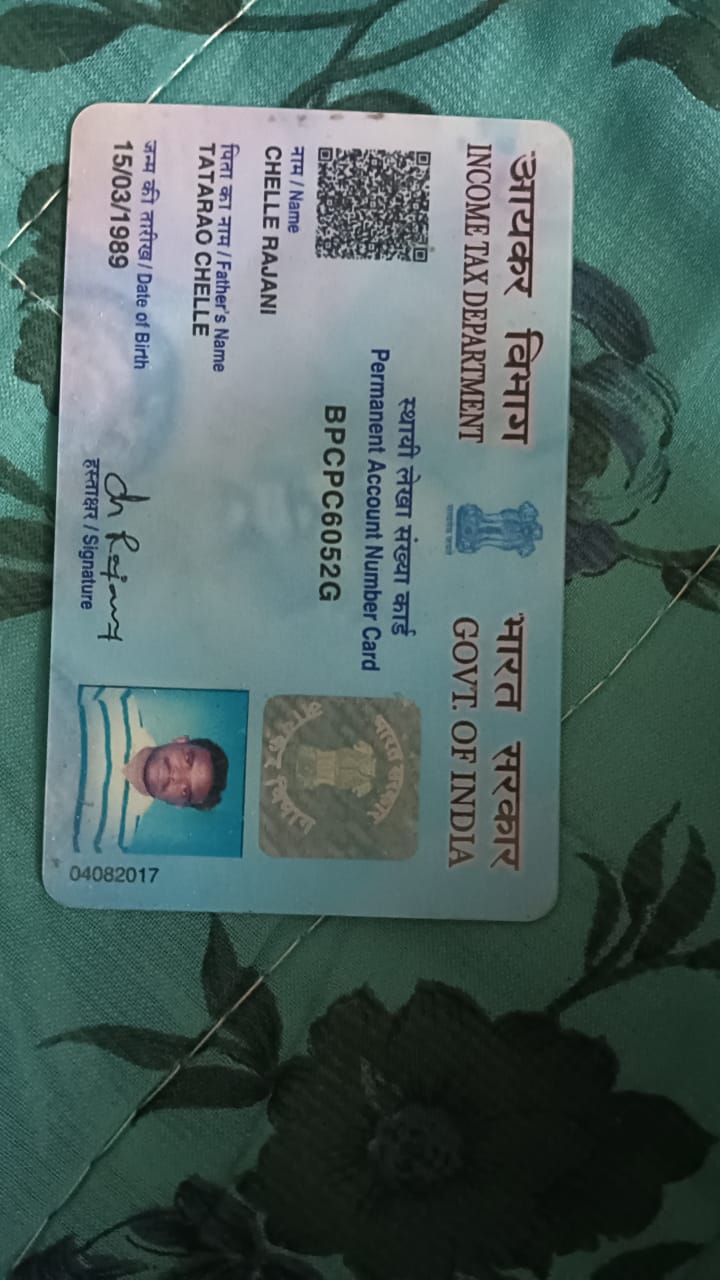 आयकर विभाग
INCOME TAX DEPARTMENT
भारत सरकार
GOVT. OF INDIA
स्थायी लेखा संख्या कार्ड
Permanent Account Number Card
BPCPC6052G
नाम / Name
CHELLE RAJANI
पिता का नाम / Father's Name
TATARAO CHELLE
जन्म की तारीख / Date of Birth
15/03/1989
Ch Rajany
हस्ताक्षर / Signature
04082017